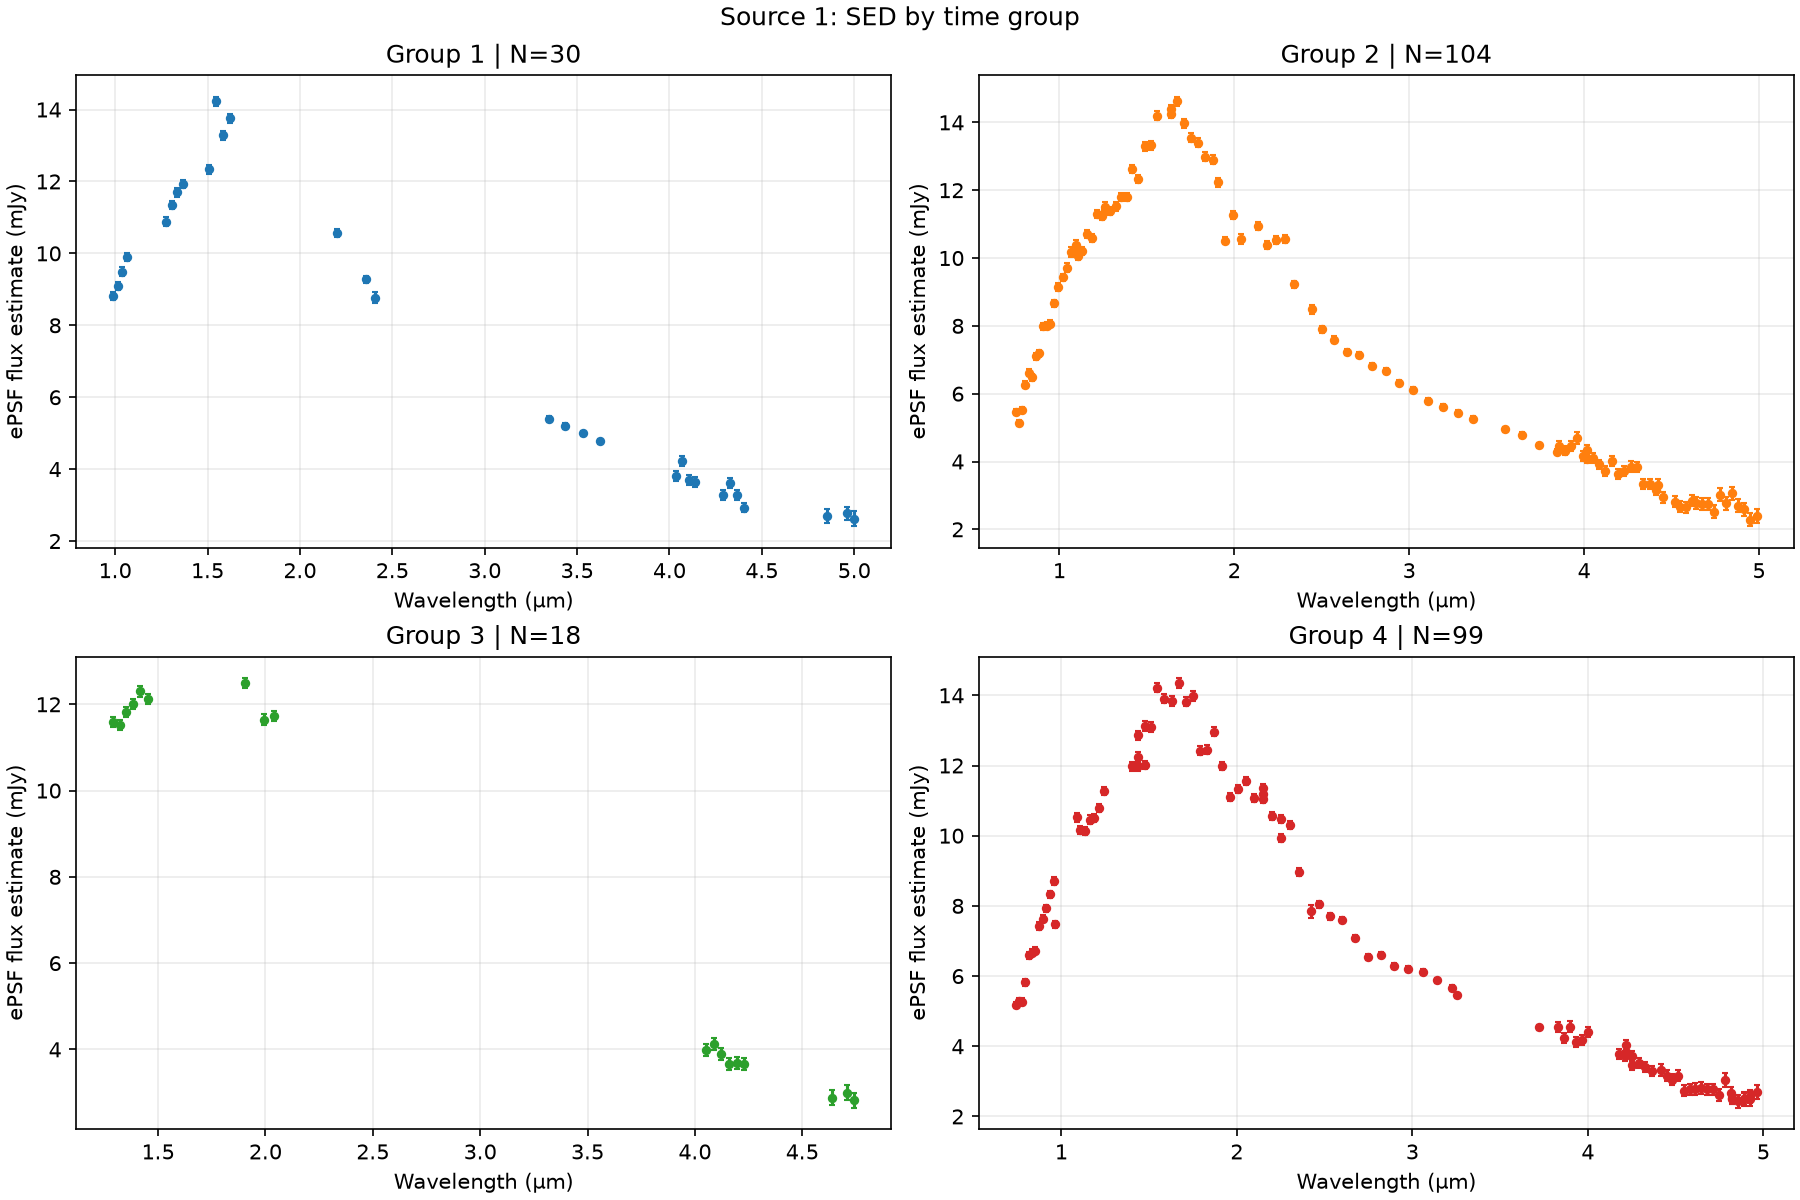 Source 1: SED by time group
Group 1 | N=30
ePSF flux estimate (mJy)
14
12
10
8
6
4
2
1.0 1.5 2.0 2.5 3.0 3.5 4.0 4.5 5.0
Wavelength (μm)
Group 2 | N=104
ePSF flux estimate (mJy)
14
12
10
8
6
4
2
1 2 3 4 5
Wavelength (μm)
Group 3 | N=18
ePSF flux estimate (mJy)
12
10
8
6
4
1.5 2.0 2.5 3.0 3.5 4.0 4.5
Wavelength (μm)
Group 4 | N=99
ePSF flux estimate (mJy)
14
12
10
8
6
4
2
1 2 3 4 5
Wavelength (μm)